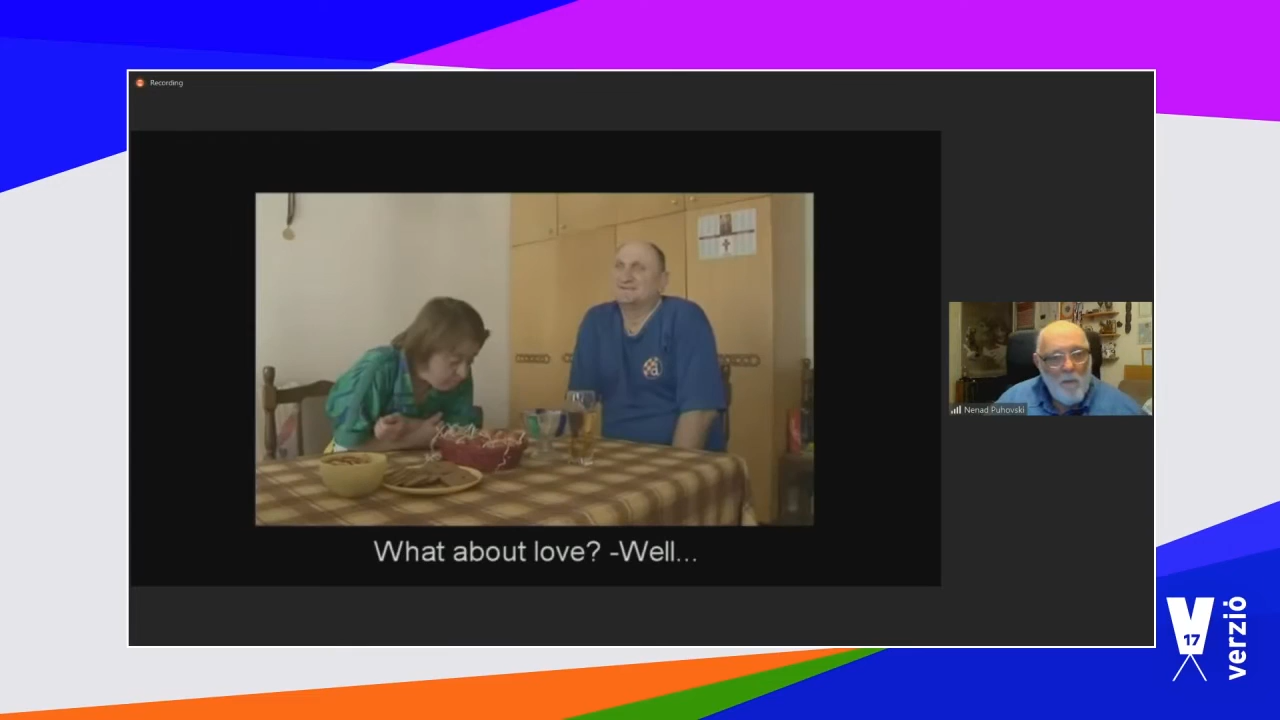 Recording
What about love? -Well...
Nenad Puhovski
17
verzió